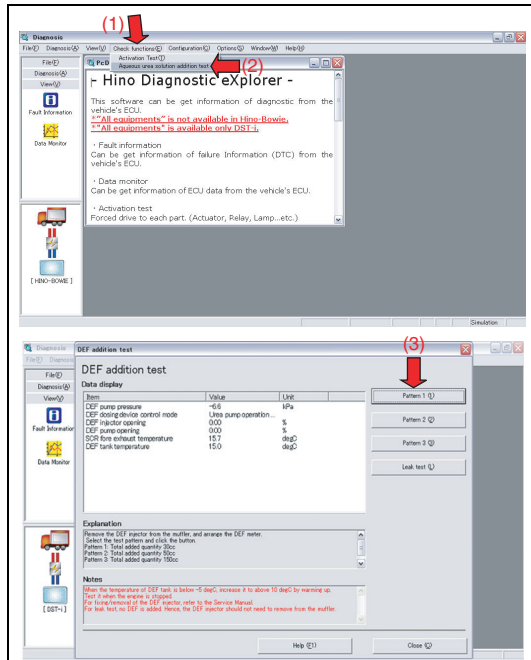 (1)
Diagnosis
File(F) Diagnosis(A) View(V) Check functions(E) Configuration(G) Options(S) Window(W) Help(H)
Activation Test(T)
Aqueous urea solution addition test
(2)
File(F)
Diagnosis(A)
View(V)
Fault Information
Data Monitor
[ HINO-BOWIE ]
PcD
- Hino Diagnostic eXplorer -
This software can be get information of diagnostic from the
vehicle's ECU.
*"All equipments" is not available in Hino-Bowie.
*"All equipments" is available only DST-i.
・Fault information
Can be get information of failure Information (DTC) from the
vehicle's ECU.
・Data monitor
Can be get information of ECU data from the vehicle's ECU.
・Activation test
Forced drive to each part. (Actuator, Relay, Lamp...etc.)
Simulation
Diagnosis
File(F) Diagnosis
File(F)
Diagnosis(A)
View(V)
Fault Information
Data Monitor
[ DST-i ]
DEF addition test
(3)
DEF addition test
Data display
Item Value Unit
DEF pump pressure -6.6 kPa
DEF dosing device control mode Urea pump operation...
DEF injector opening 0.00 %
DEF pump opening 0.00 %
SCR fore exhaust temperature 15.7 degC
DEF tank temperature 15.0 degC
Pattern 1 (1)
Pattern 2 (2)
Pattern 3 (3)
Leak test (L)
Explanation
Remove the DEF injector from the muffler, and arrange the DEF meter.
Select the test pattern and click the button.
Pattern 1: Total added quantity 30cc
Pattern 2: Total added quantity 50cc
Pattern 3: Total added quantity 150cc
Notes
When the temperature of DEF tank is below -5 degC, increase it to above 10 degC by warming up.
Test it when the engine is stopped.
For fixing/removal of the DEF injector, refer to the Service Manual.
For leak test, no DEF is added. Hence, the DEF injector should not need to remove from the muffler.
Help (F1)
Close (C)